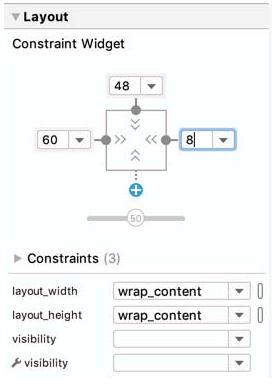 Layout
Constraint Widget
48
60
8
50
Constraints (3)
layout_width wrap_content
layout_height wrap_content
visibility
visibility